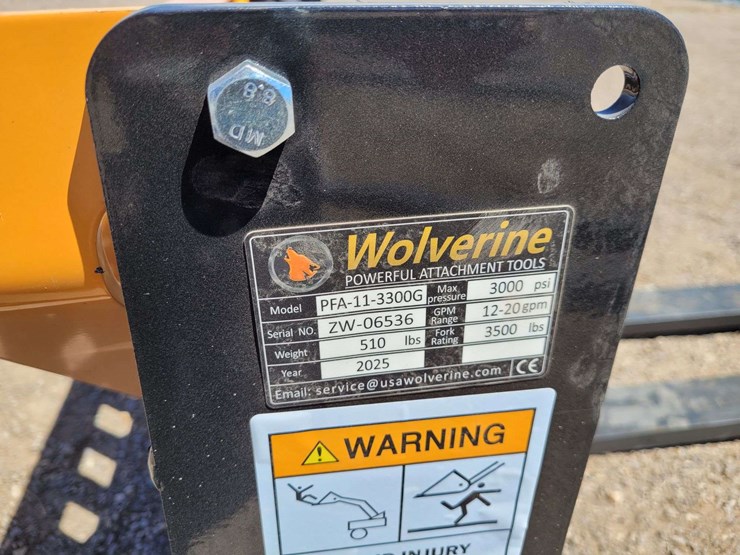 8.8
MD
Wolverine
POWERFUL ATTACHMENT TOOLS
Model PFA-11-3300G Max pressure 3000 psi
Serial NO. ZW-06536 GPM Range 12-20 gpm
Weight 510 lbs Fork Rating 3500 lbs
Year 2025
Email: service@usawolverine.com CE
WARNING
INJURY